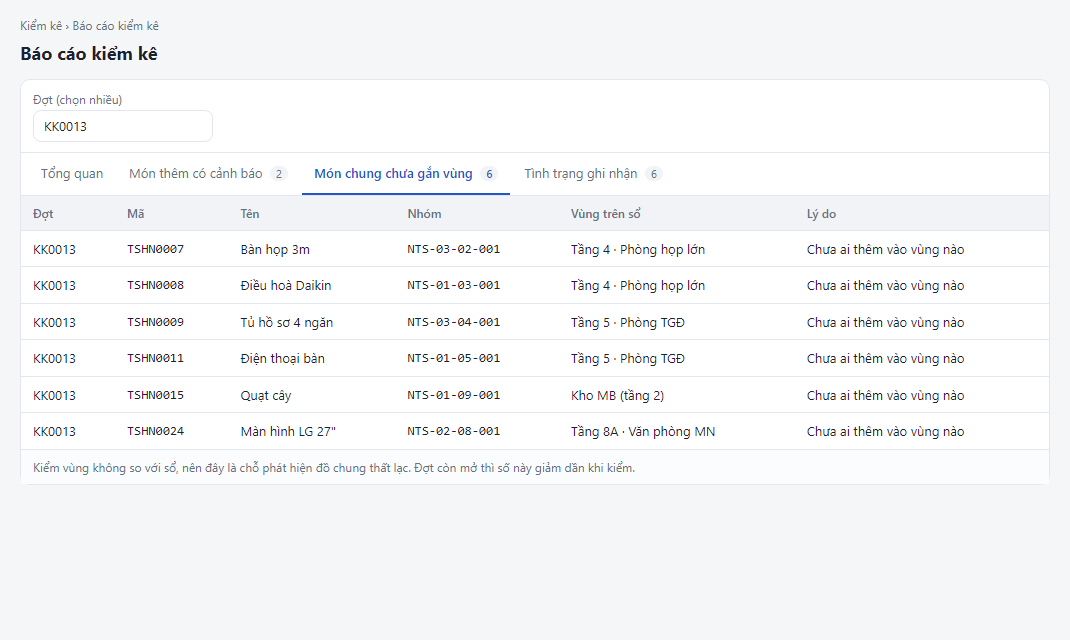 Kiểm kê › Báo cáo kiểm kê
Báo cáo kiểm kê
Đợt (chọn nhiều)
KK0013
Tổng quan Món thêm có cảnh báo 2 Món chung chưa gắn vùng 6 Tình trạng ghi nhận 6
Đợt Mã Tên Nhóm Vùng trên sổ Lý do
KK0013 TSHN0007 Bàn họp 3m NTS-03-02-001 Tầng 4 · Phòng họp lớn Chưa ai thêm vào vùng nào
KK0013 TSHN0008 Điều hoà Daikin NTS-01-03-001 Tầng 4 · Phòng họp lớn Chưa ai thêm vào vùng nào
KK0013 TSHN0009 Tủ hồ sơ 4 ngăn NTS-03-04-001 Tầng 5 · Phòng TGĐ Chưa ai thêm vào vùng nào
KK0013 TSHN0011 Điện thoại bàn NTS-01-05-001 Tầng 5 · Phòng TGĐ Chưa ai thêm vào vùng nào
KK0013 TSHN0015 Quạt cây NTS-01-09-001 Kho MB (tầng 2) Chưa ai thêm vào vùng nào
KK0013 TSHN0024 Màn hình LG 27" NTS-02-08-001 Tầng 8A · Văn phòng MN Chưa ai thêm vào vùng nào
Kiểm vùng không so với sổ, nên đây là chỗ phát hiện đồ chung thất lạc. Đợt còn mở thì số này giảm dần khi kiểm.